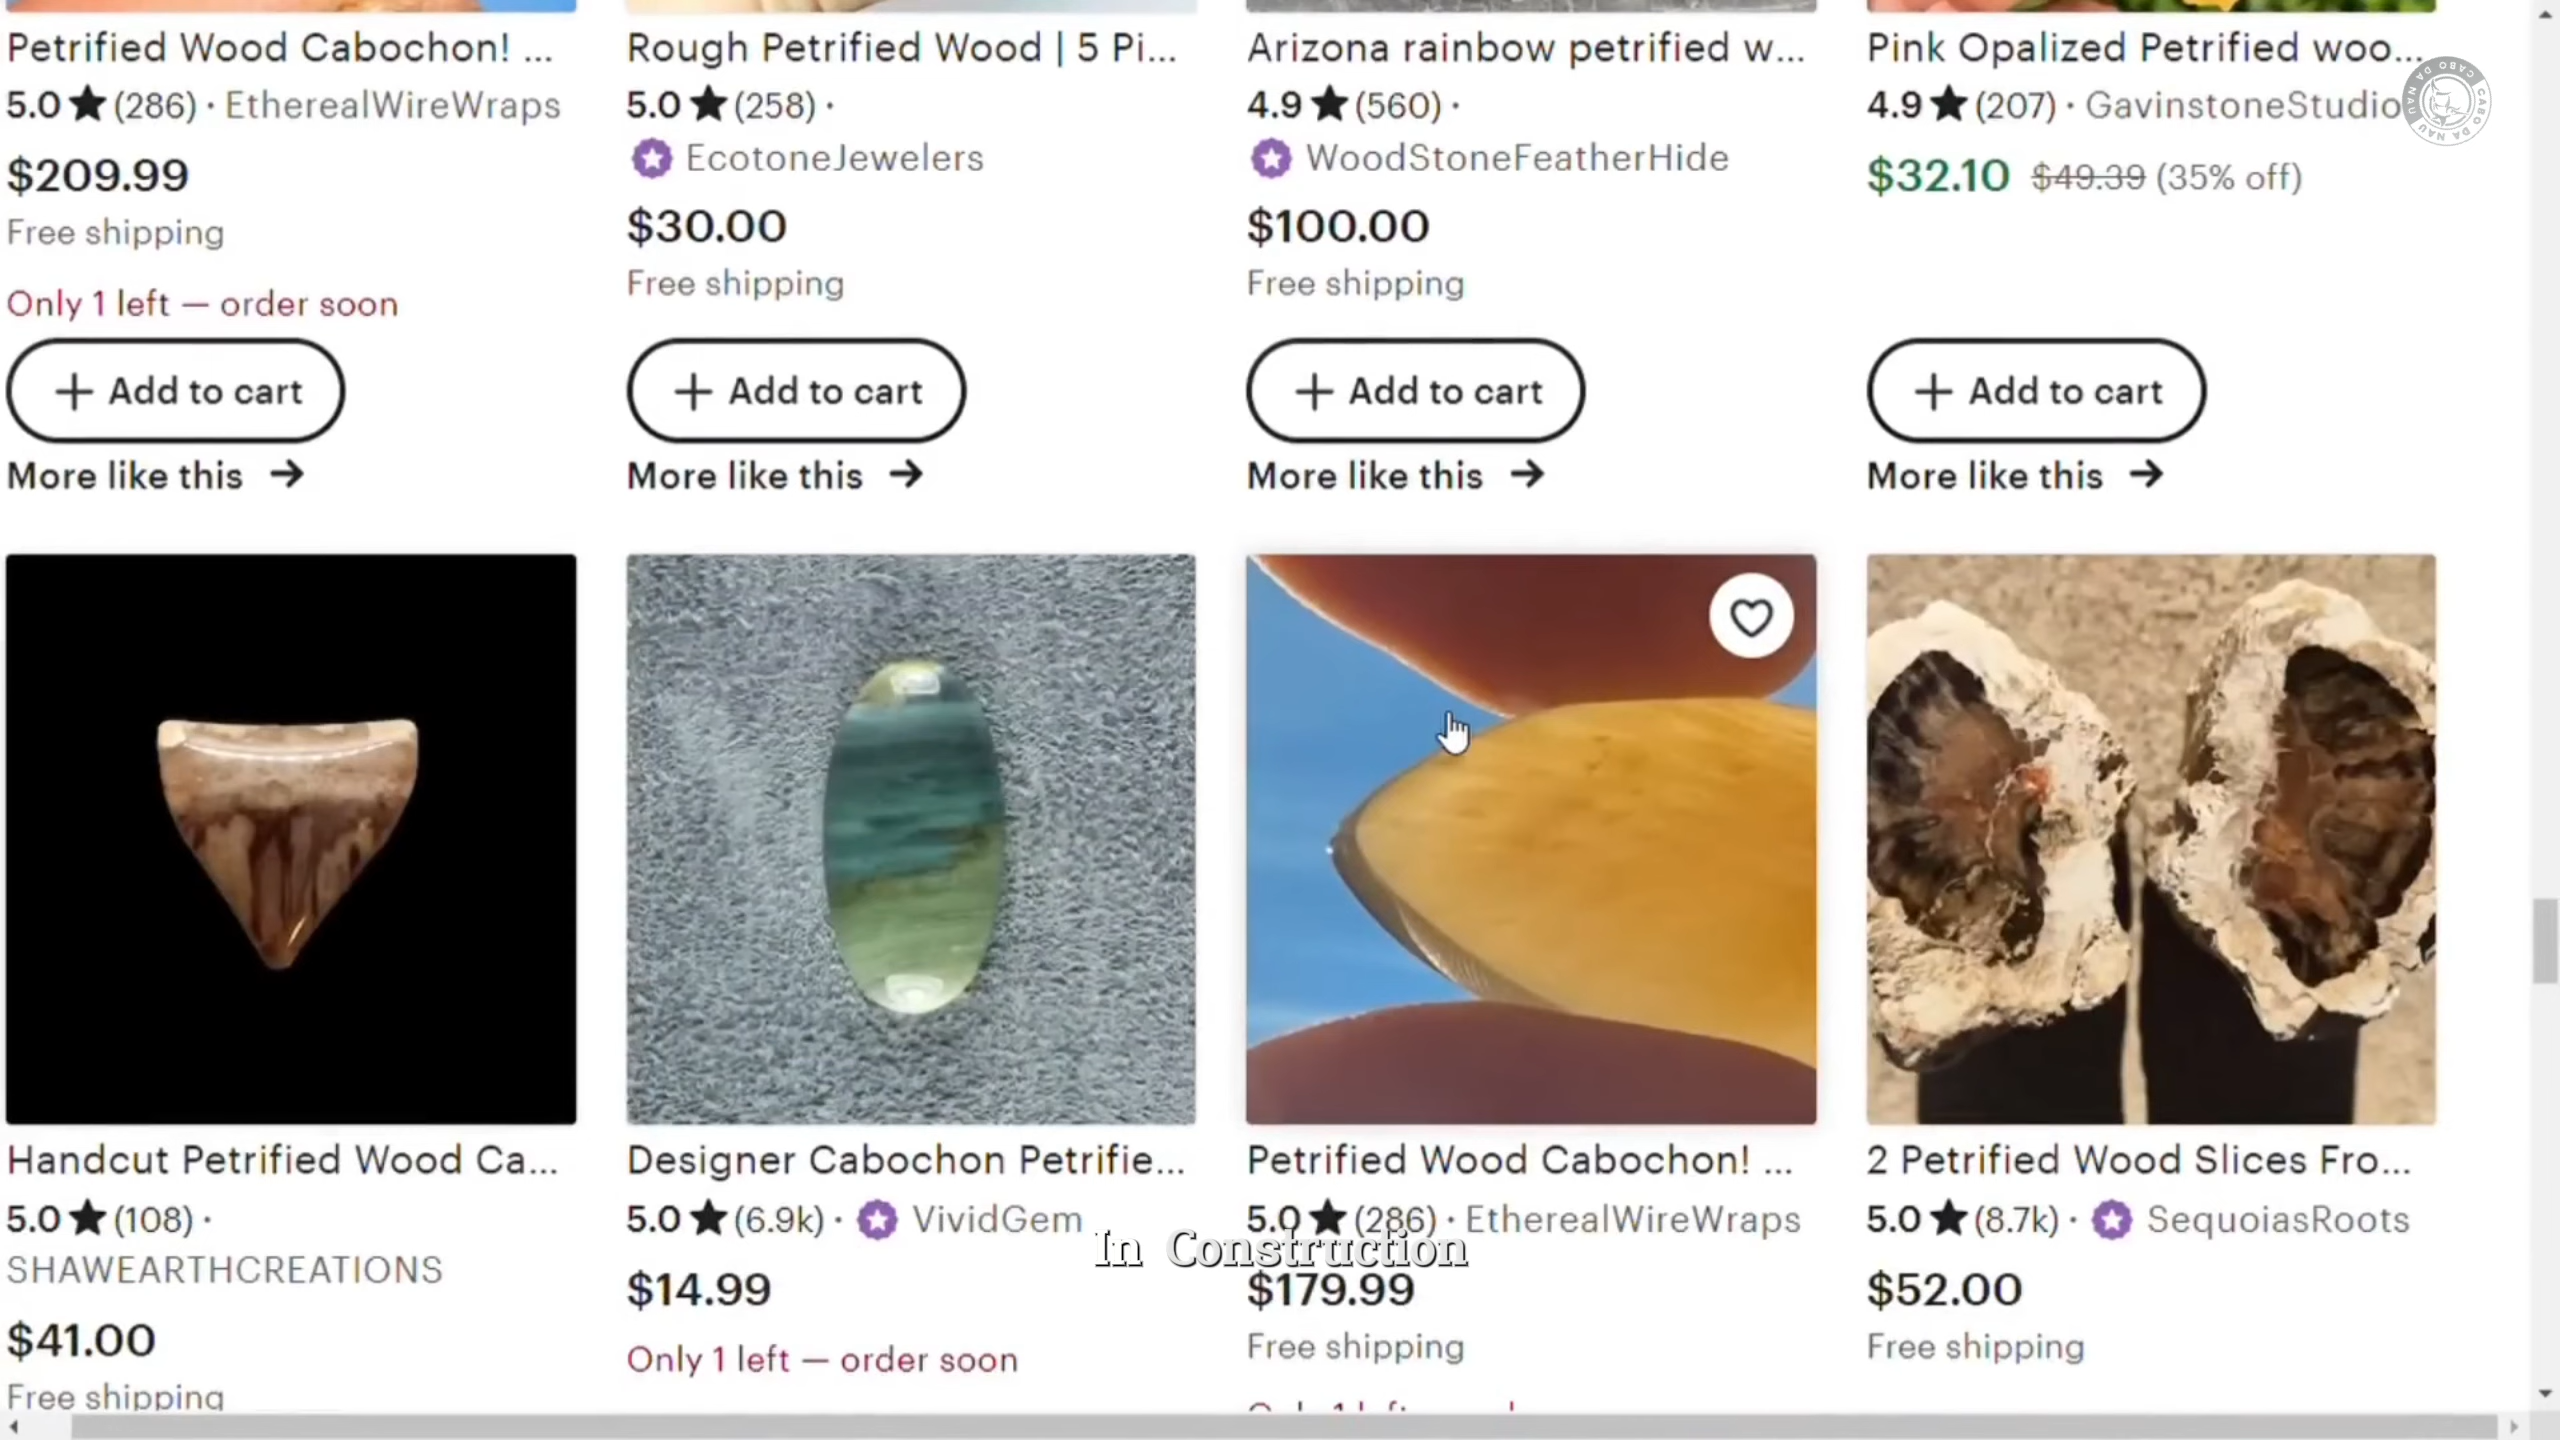 Petrified Wood Cabochon! ...
5.0 ★ (286) · EtherealWireWraps
$209.99
Free shipping
Only 1 left — order soon
+ Add to cart
More like this →
Rough Petrified Wood | 5 Pi...
5.0 ★ (258) ·
EcotoneJewelers
$30.00
Free shipping
+ Add to cart
More like this →
Arizona rainbow petrified w...
4.9 ★ (560) ·
WoodStoneFeatherHide
$100.00
Free shipping
+ Add to cart
More like this →
Pink Opalized Petrified woo...
4.9 ★ (207) · GavinstoneStudio
$32.10 $49.39 (35% off)
+ Add to cart
More like this →
CABO DA NAU CABO DA NAU
Handcut Petrified Wood Ca...
5.0 ★ (108) ·
SHAWEARTHCREATIONS
$41.00
Free shipping
Designer Cabochon Petrifie...
5.0 ★ (6.9k) · VividGem
$14.99
Only 1 left — order soon
Petrified Wood Cabochon! ...
5.0 ★ (286) · EtherealWireWraps
$179.99
Free shipping
2 Petrified Wood Slices Fro...
5.0 ★ (8.7k) · SequoiasRoots
$52.00
Free shipping
In Construction